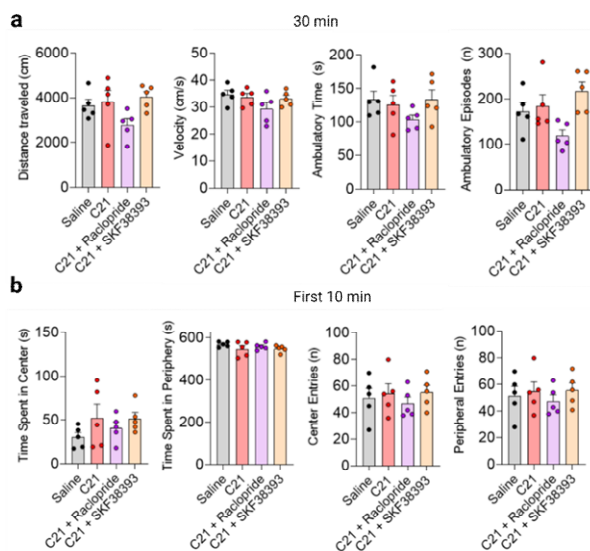 a
30 min
Distance traveled (cm)
6000
4000
2000
0
Saline
C21
C21 + Raclopride
C21 + SKF38393
Velocity (cm/s)
50
40
30
20
10
0
Saline
C21
C21 + Raclopride
C21 + SKF38393
Ambulatory Time (s)
200
150
100
50
0
Saline
C21
C21 + Raclopride
C21 + SKF38393
Ambulatory Episodes (n)
300
200
100
0
Saline
C21
C21 + Raclopride
C21 + SKF38393
b
First 10 min
Time Spent in Center (s)
150
100
50
0
Saline
C21
C21 + Raclopride
C21 + SKF38393
Time Spent in Periphery (s)
600
400
200
0
Saline
C21
C21 + Raclopride
C21 + SKF38393
Center Entries (n)
100
80
60
40
20
0
Saline
C21
C21 + Raclopride
C21 + SKF38393
Peripheral Entries (n)
100
80
60
40
20
0
Saline
C21
C21 + Raclopride
C21 + SKF38393